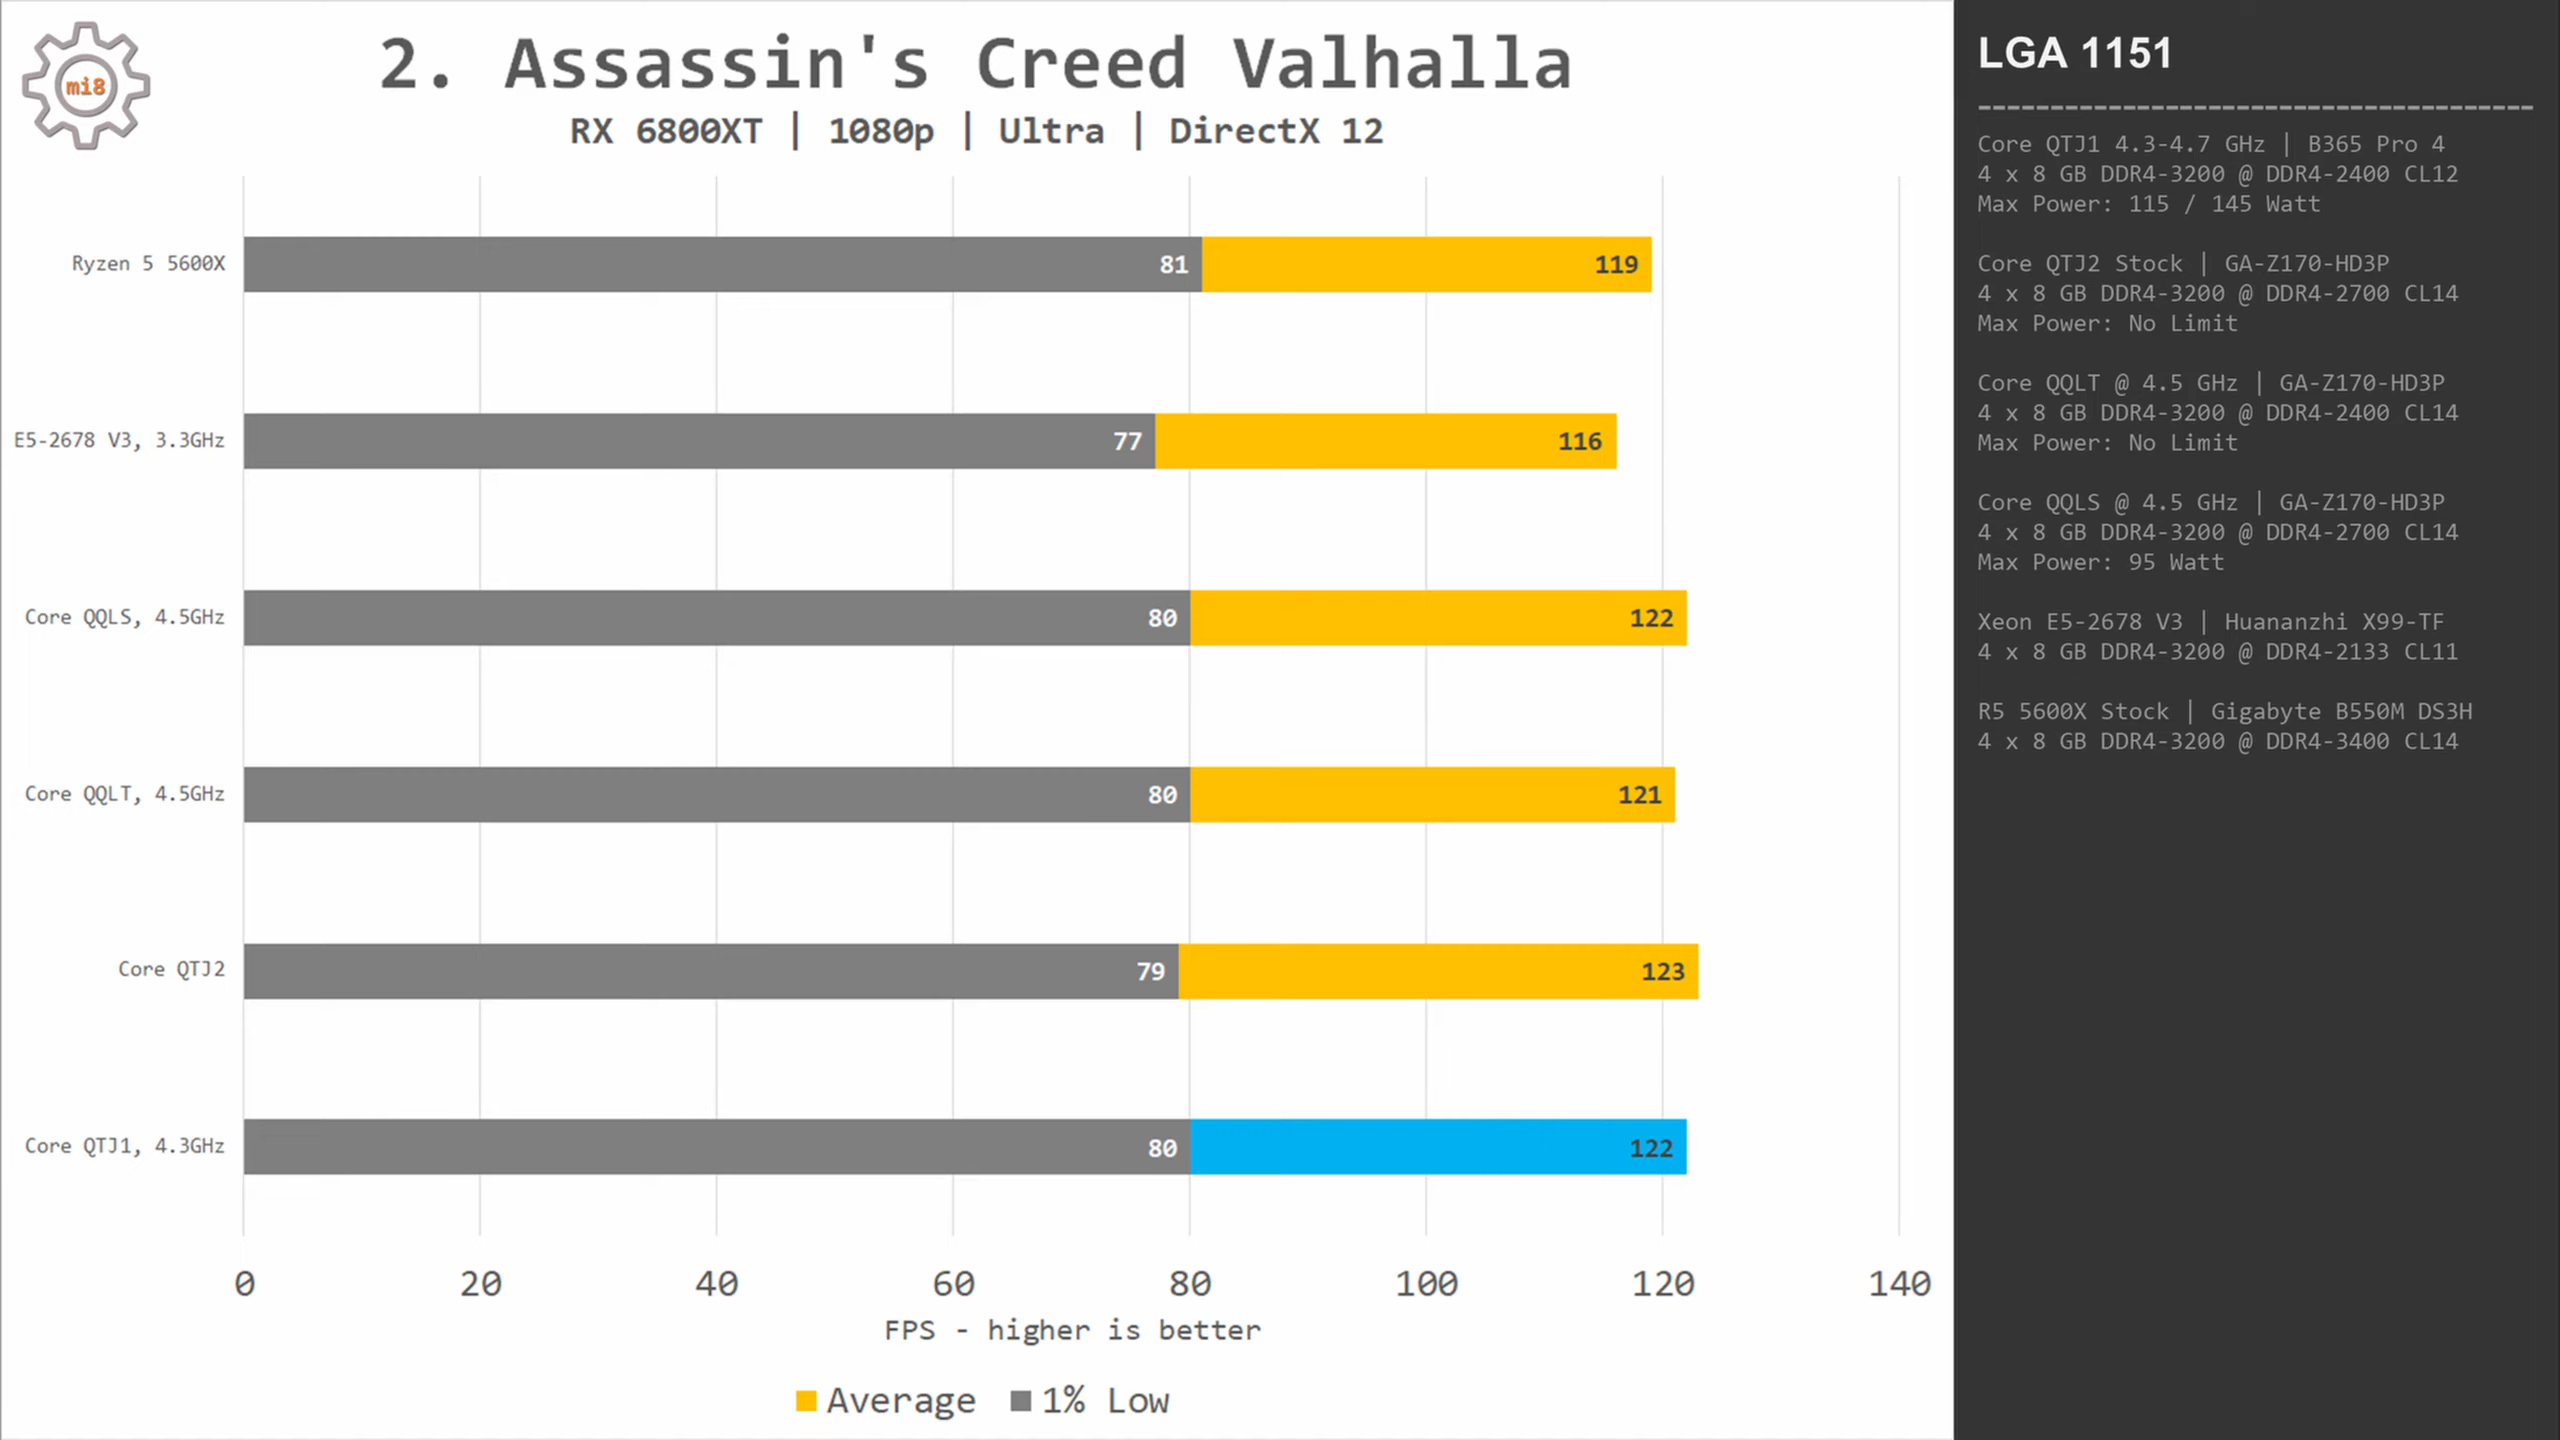 mi8
2. Assassin's Creed Valhalla
RX 6800XT | 1080p | Ultra | DirectX 12
Ryzen 5 5600X 81 119
E5-2678 V3, 3.3GHz 77 116
Core QQLS, 4.5GHz 80 122
Core QQLT, 4.5GHz 80 121
Core QTJ2 79 123
Core QTJ1, 4.3GHz 80 122
0 20 40 60 80 100 120 140
FPS - higher is better
Average 1% Low
LGA 1151
---------------------------------------
Core QTJ1 4.3-4.7 GHz | B365 Pro 4
4 x 8 GB DDR4-3200 @ DDR4-2400 CL12
Max Power: 115 / 145 Watt
Core QTJ2 Stock | GA-Z170-HD3P
4 x 8 GB DDR4-3200 @ DDR4-2700 CL14
Max Power: No Limit
Core QQLT @ 4.5 GHz | GA-Z170-HD3P
4 x 8 GB DDR4-3200 @ DDR4-2400 CL14
Max Power: No Limit
Core QQLS @ 4.5 GHz | GA-Z170-HD3P
4 x 8 GB DDR4-3200 @ DDR4-2700 CL14
Max Power: 95 Watt
Xeon E5-2678 V3 | Huananzhi X99-TF
4 x 8 GB DDR4-3200 @ DDR4-2133 CL11
R5 5600X Stock | Gigabyte B550M DS3H
4 x 8 GB DDR4-3200 @ DDR4-3400 CL14